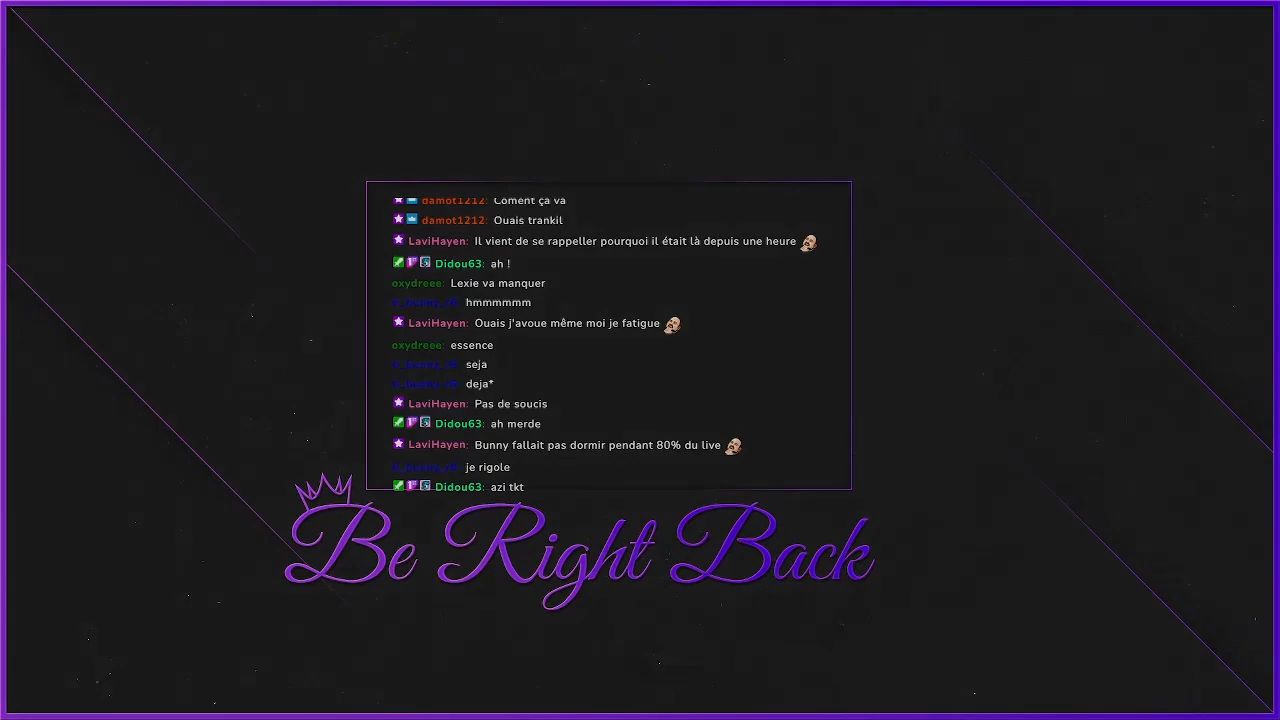 damot1212: Coment ça va
damot1212: Ouais trankil
LaviHayen: Il vient de se rappeller pourquoi il était là depuis une heure
Didou63: ah !
oxydreee: Lexie va manquer
hmmmmmm
LaviHayen: Ouais j'avoue même moi je fatigue
oxydreee: essence
seja
deja*
LaviHayen: Pas de soucis
Didou63: ah merde
LaviHayen: Bunny fallait pas dormir pendant 80% du live
je rigole
Didou63: azi tkt
Be Right Back